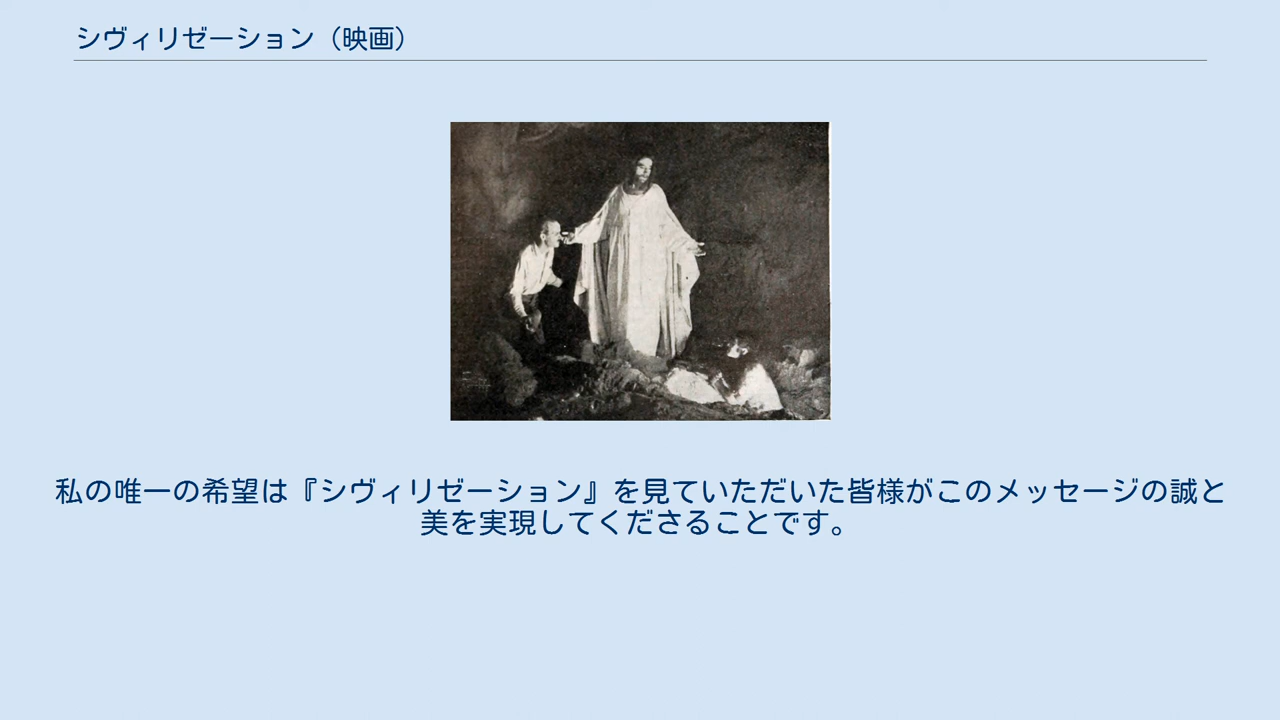 シヴィリゼーション（映画）
私の唯一の希望は『シヴィリゼーション』を見ていただいた皆様がこのメッセージの誠と
美を実現してくださることです。